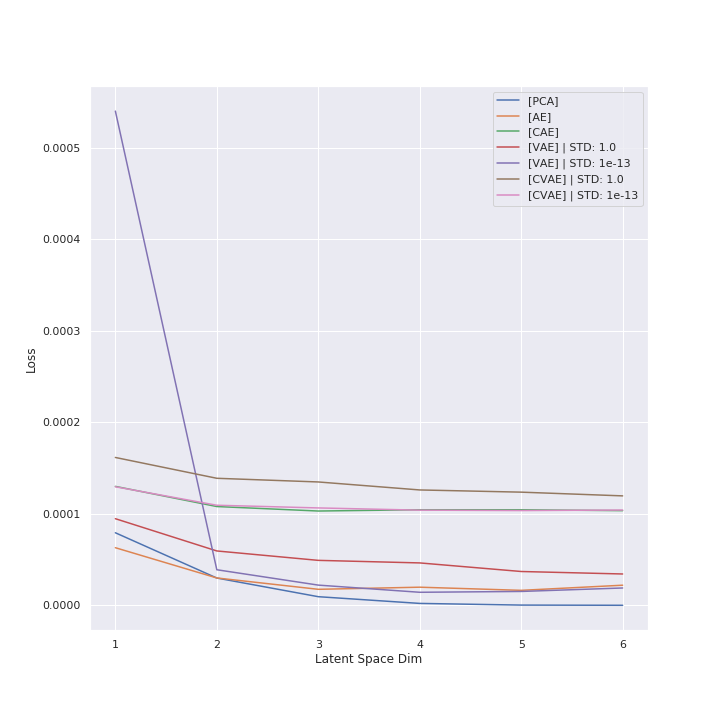 [PCA]
[AE]
[CAE]
[VAE] | STD: 1.0
[VAE] | STD: 1e-13
[CVAE] | STD: 1.0
[CVAE] | STD: 1e-13
0.0005
0.0004
0.0003
0.0002
0.0001
0.0000
Loss
1 2 3 4 5 6
Latent Space Dim